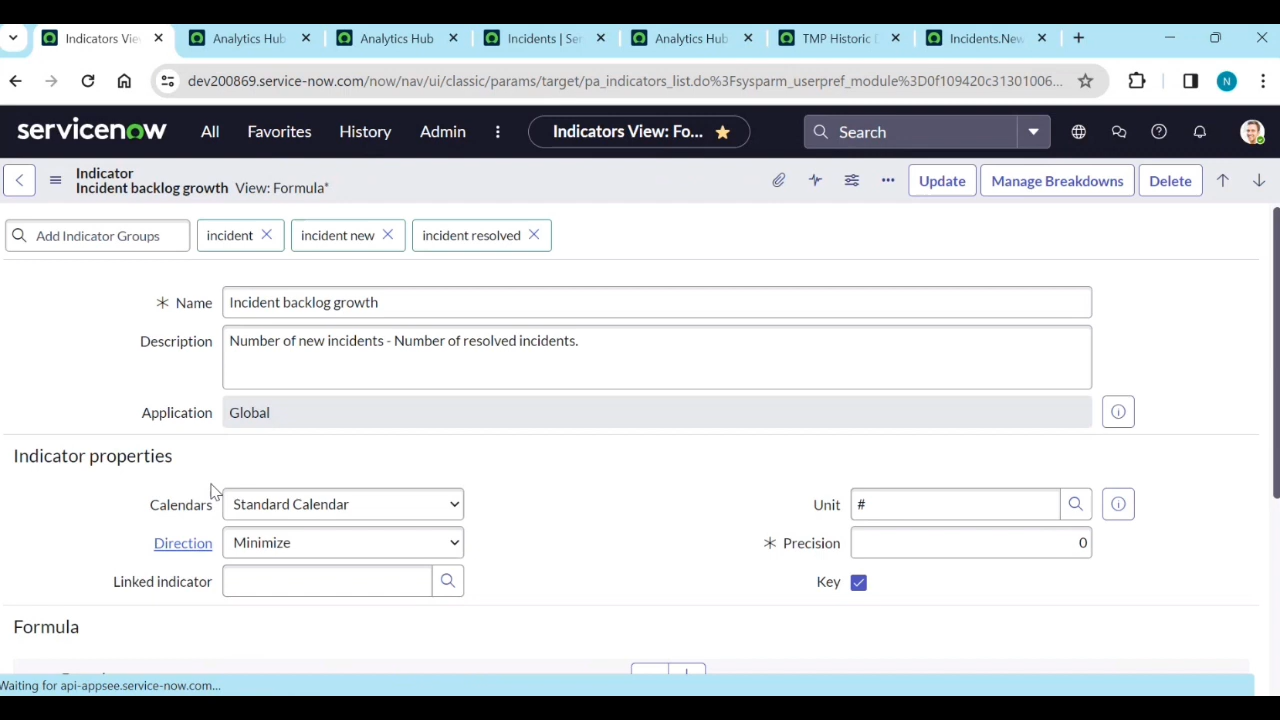 Indicators Vie
Analytics Hub
Analytics Hub
Incidents | Ser
Analytics Hub
TMP Historic
Incidents.New
dev200869.service-now.com/now/nav/ui/classic/params/target/pa_indicators_list.do%3Fsysparm_userpref_module%3D0f109420c31301006...
N
servicenow
All
Favorites
History
Admin
Indicators View: Fo...
Search
Indicator
Incident backlog growth View: Formula*
Update
Manage Breakdowns
Delete
Add Indicator Groups
incident
incident new
incident resolved
Name
Incident backlog growth
Description
Number of new incidents - Number of resolved incidents.
Application
Global
Indicator properties
Calendars
Standard Calendar
Unit
#
Direction
Minimize
Precision
0
Linked indicator
Key
Formula
Waiting for api-appsee.service-now.com...